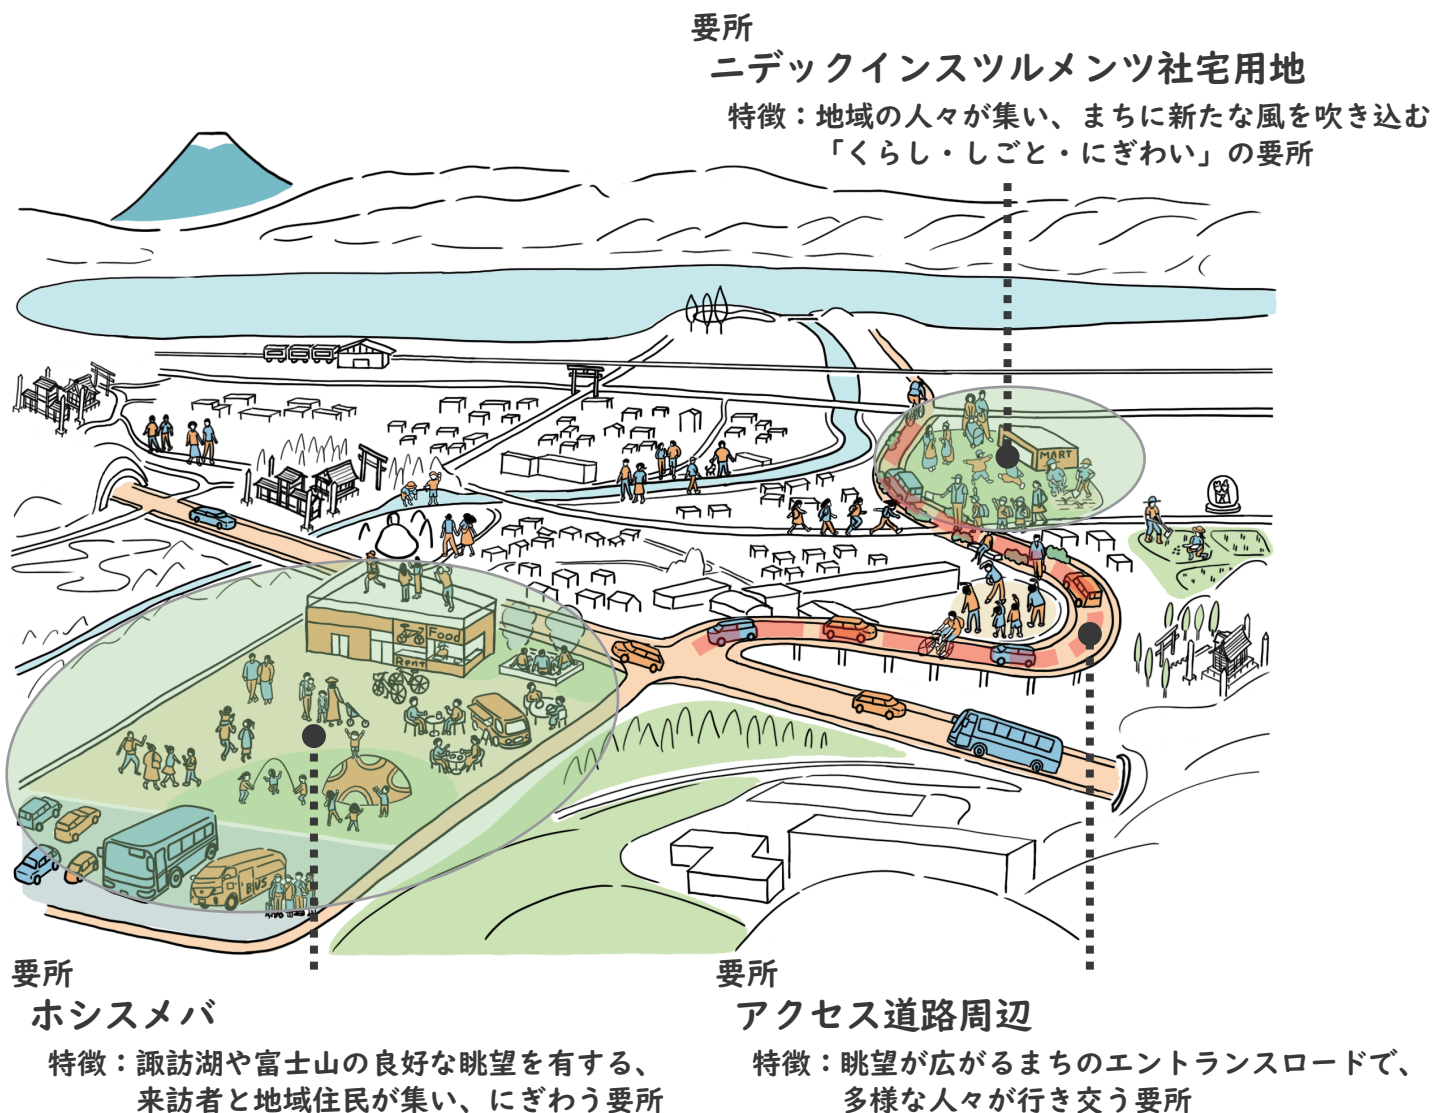 要所
ニデックインスツルメンツ社宅用地
特徴：地域の人々が集い、まちに新たな風を吹き込む
「くらし・しごと・にぎわい」の要所
MART
Food
Rent
BUS
要所
ホシスメバ
特徴：諏訪湖や富士山の良好な眺望を有する、
来訪者と地域住民が集い、にぎわう要所
要所
アクセス道路周辺
特徴：眺望が広がるまちのエントランスロードで、
多様な人々が行き交う要所